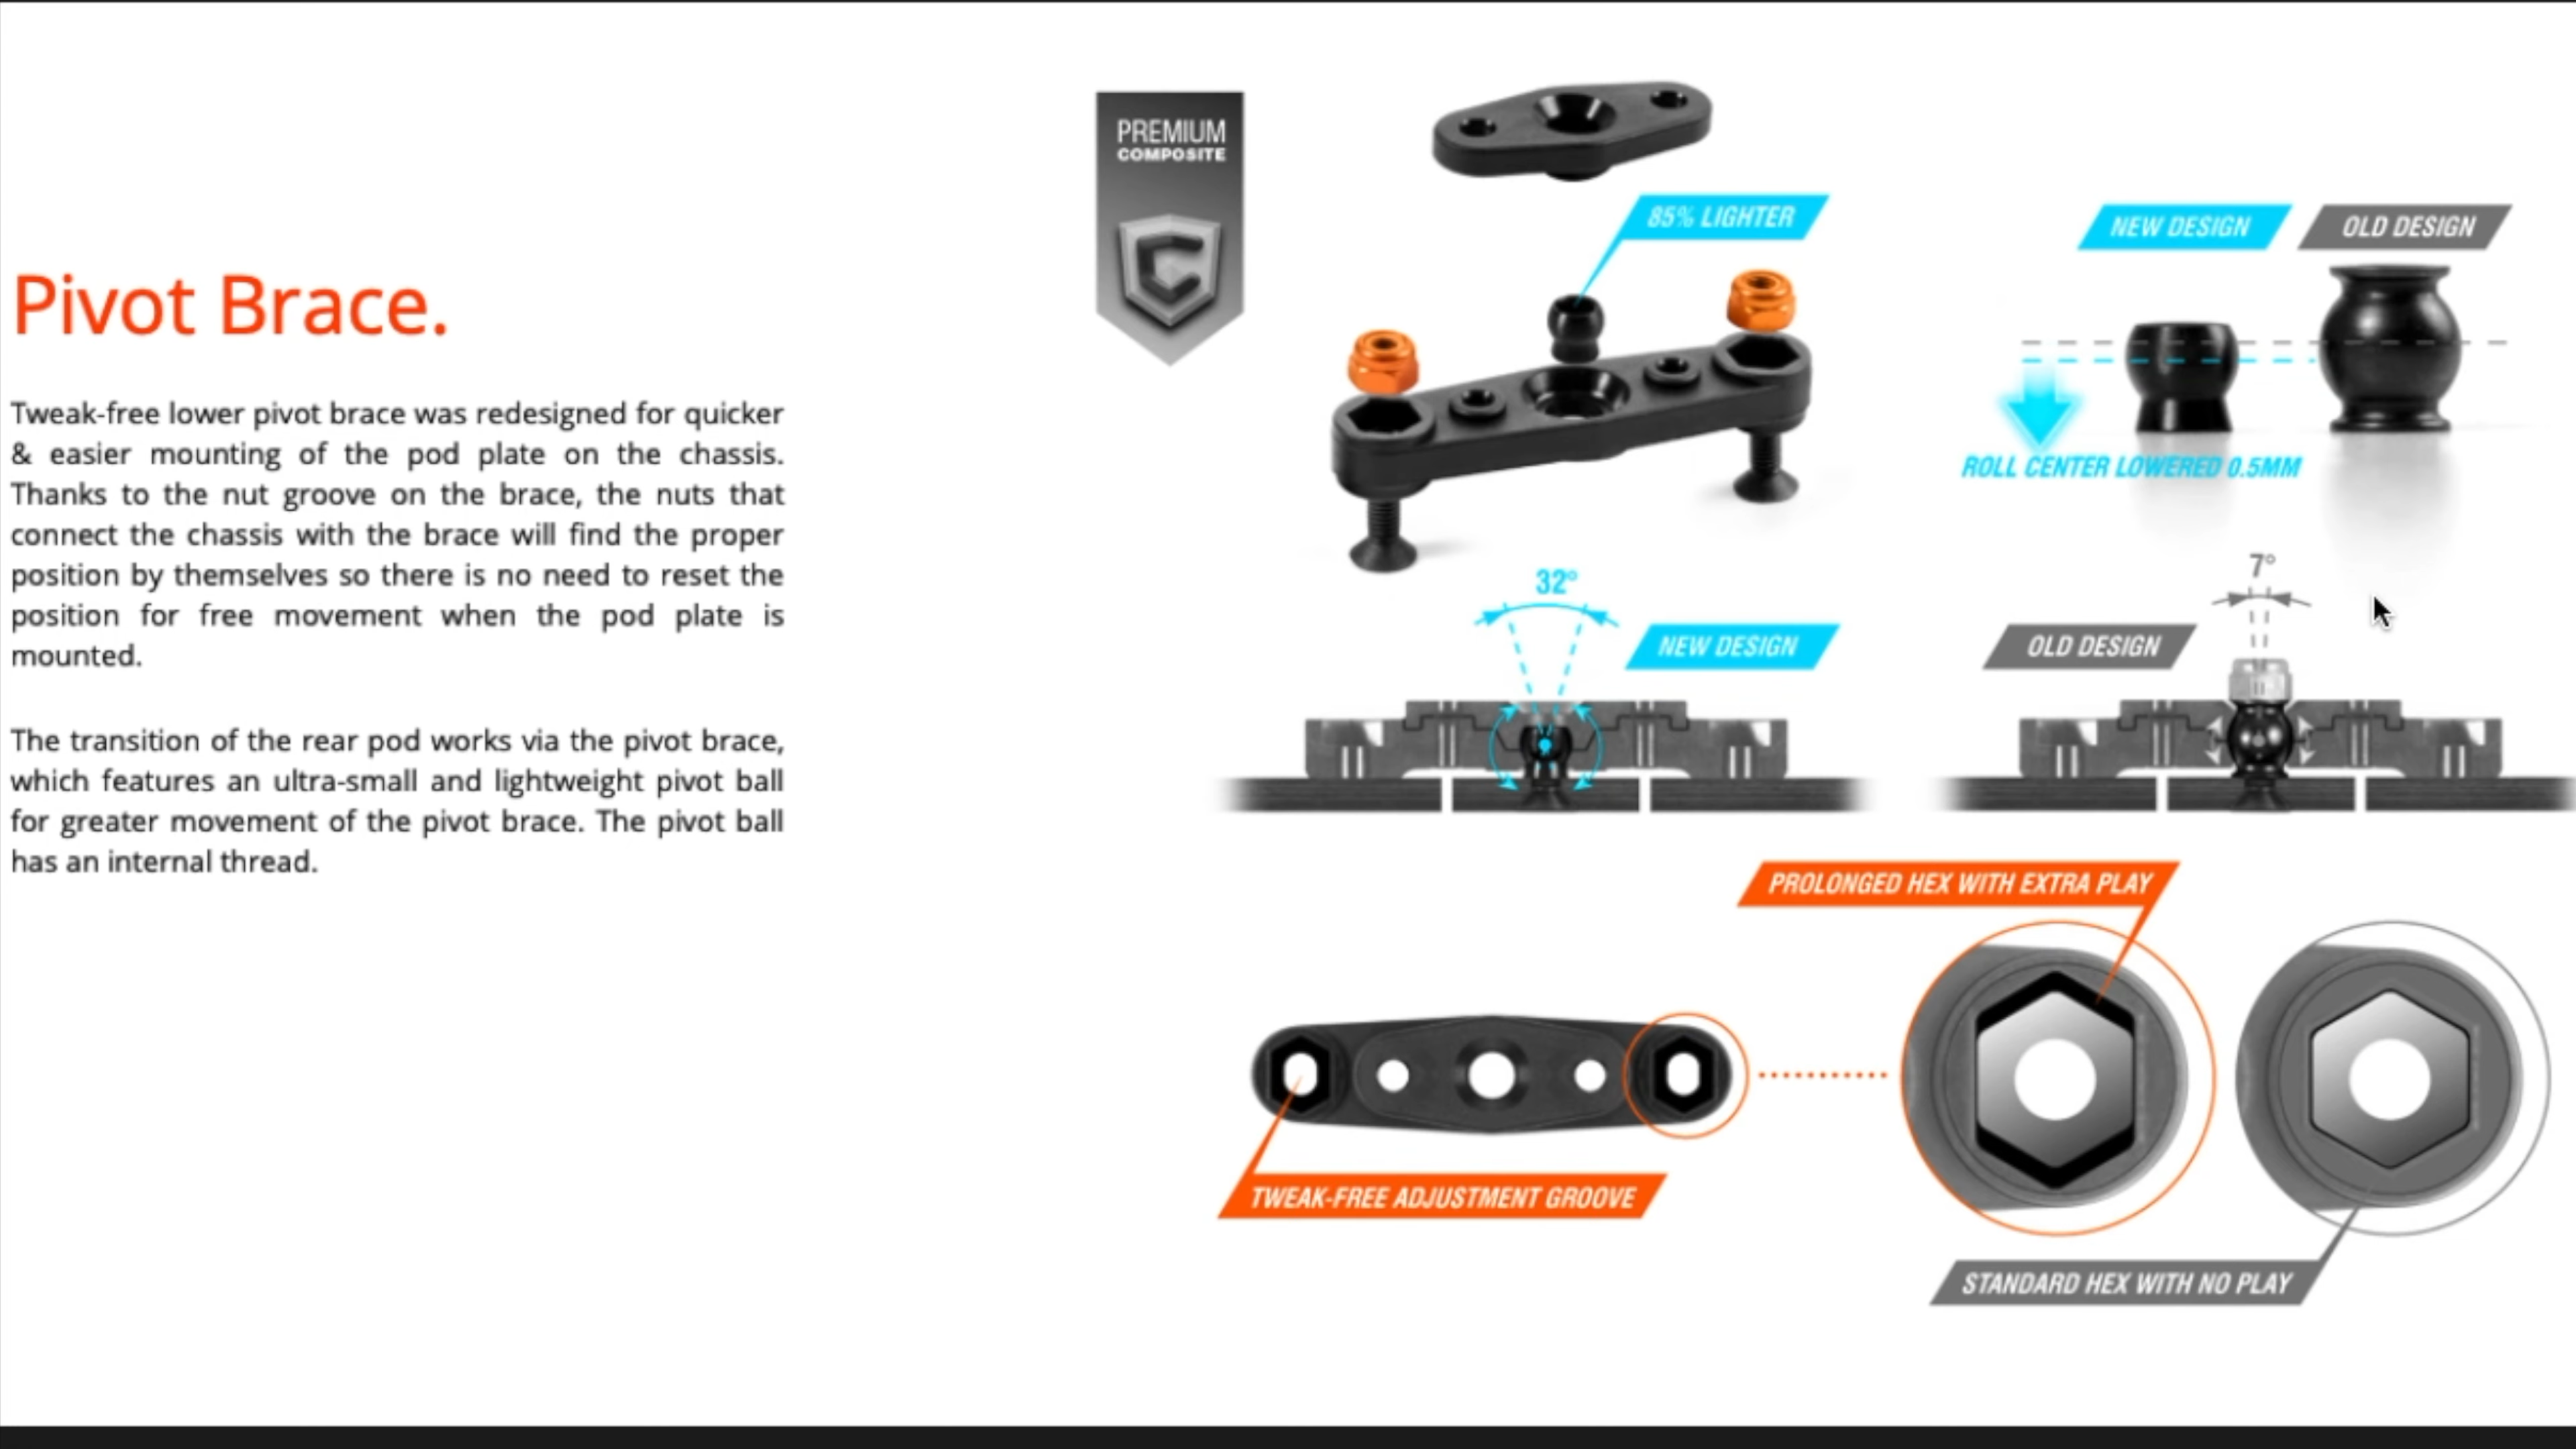 Pivot Brace.
Tweak-free lower pivot brace was redesigned for quicker
& easier mounting of the pod plate on the chassis.
Thanks to the nut groove on the brace, the nuts that
connect the chassis with the brace will find the proper
position by themselves so there is no need to reset the
position for free movement when the pod plate is
mounted.
The transition of the rear pod works via the pivot brace,
which features an ultra-small and lightweight pivot ball
for greater movement of the pivot brace. The pivot ball
has an internal thread.
PREMIUM
COMPOSITE
C
85% LIGHTER
NEW DESIGN
OLD DESIGN
ROLL CENTER LOWERED 0.5MM
32°
NEW DESIGN
7°
OLD DESIGN
PROLONGED HEX WITH EXTRA PLAY
TWEAK-FREE ADJUSTMENT GROOVE
STANDARD HEX WITH NO PLAY